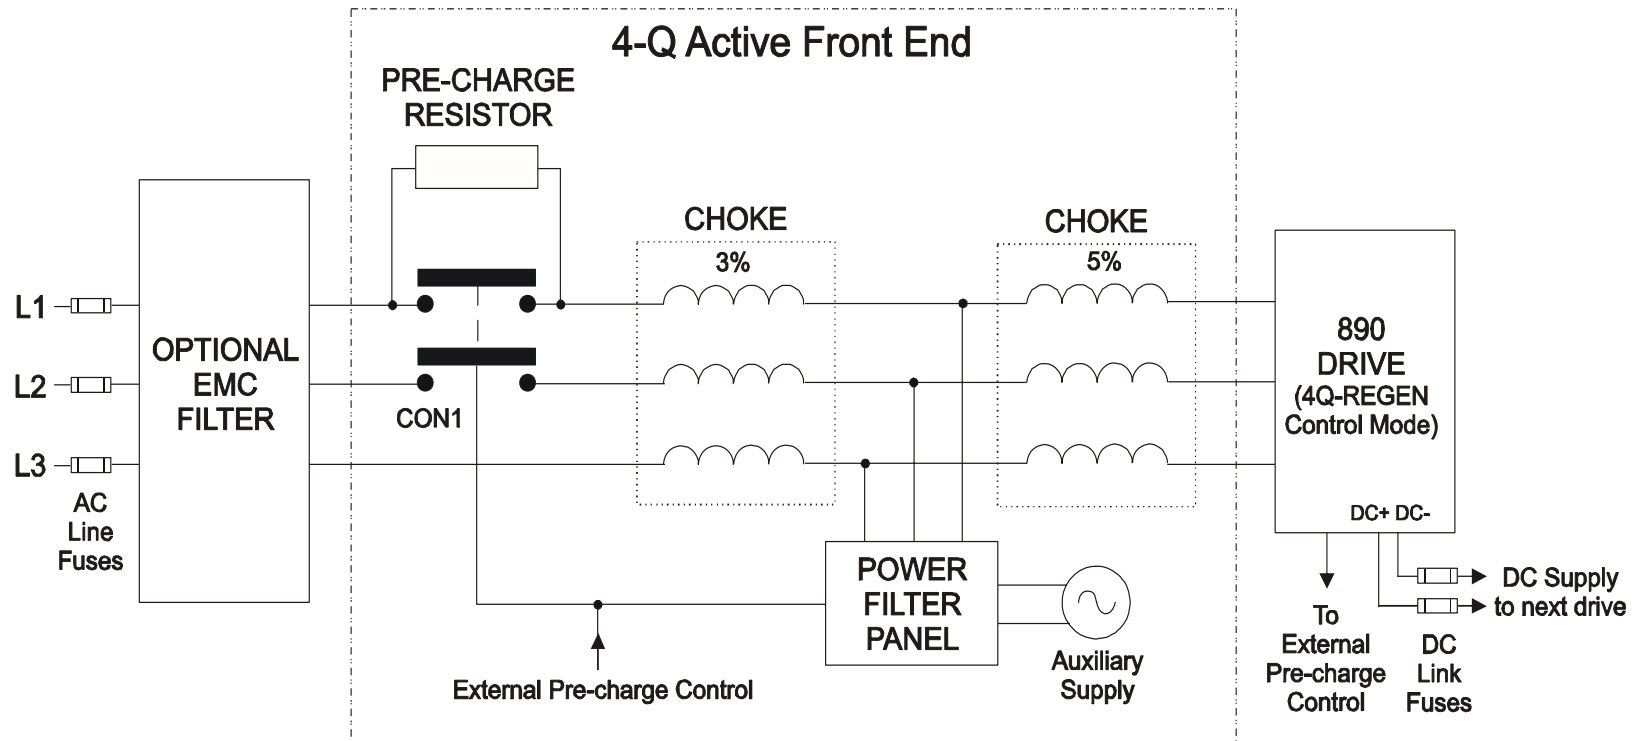 4-Q Active Front End
PRE-CHARGE
RESISTOR
CHOKE
3%
CHOKE
5%
L1
L2
L3
AC
Line
Fuses
OPTIONAL
EMC
FILTER
CON1
890
DRIVE
(4Q-REGEN
Control Mode)
DC+ DC-
POWER
FILTER
PANEL
External Pre-charge Control
Auxiliary
Supply
To
External
Pre-charge
Control
DC
Link
Fuses
DC Supply
to next drive